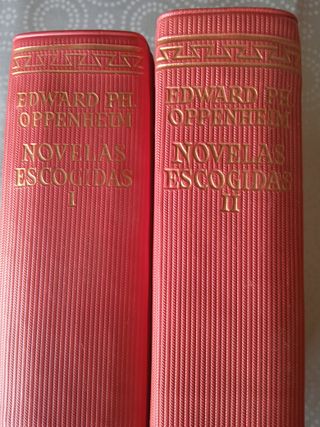 EDWARD PH.
OPPENHEIM
NOVELAS
ESCOGIDAS
I
EDWARD PH.
OPPENHEIM
NOVELAS
ESCOGIDAS
II